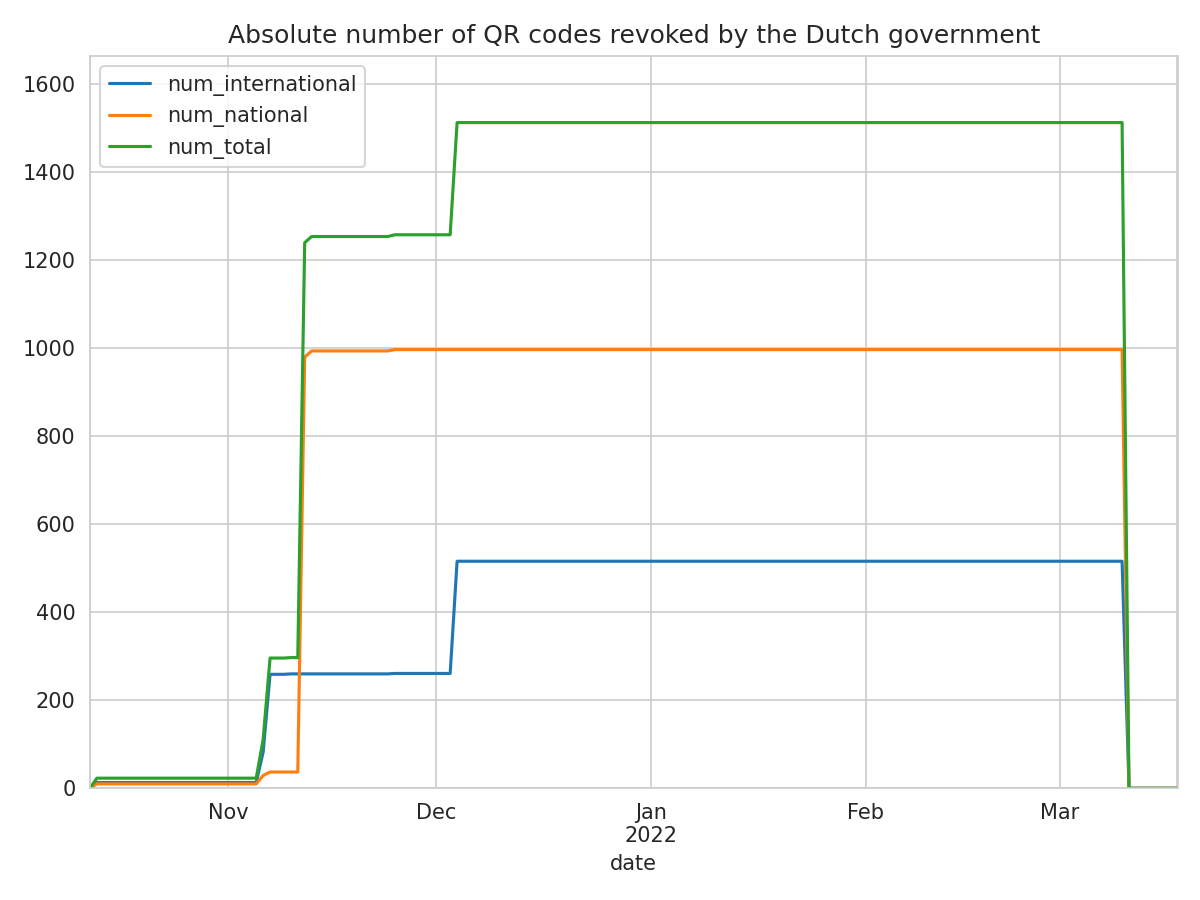 Absolute number of QR codes revoked by the Dutch government
num_international
num_national
num_total
1600
1400
1200
1000
800
600
400
200
0
Nov
Dec
Jan
2022
Feb
Mar
date